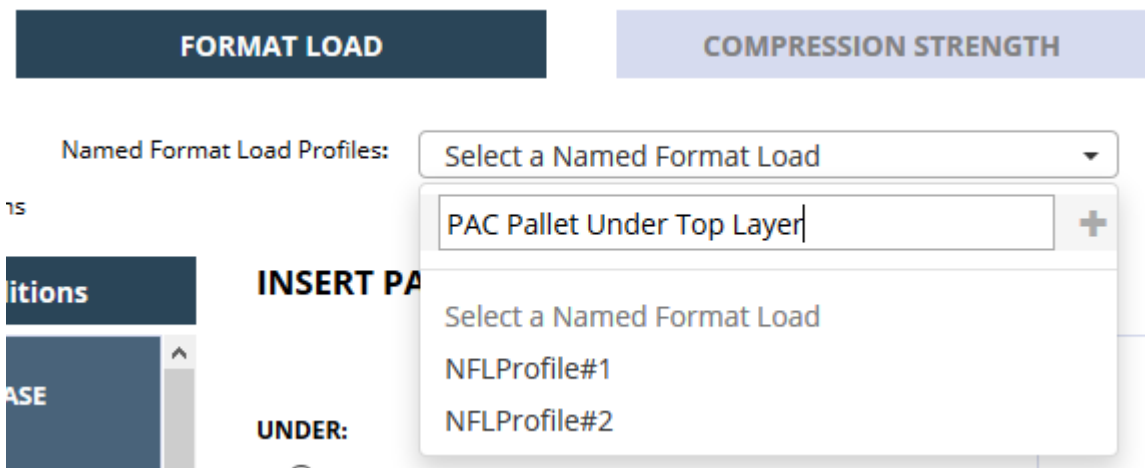 FORMAT LOAD
COMPRESSION STRENGTH
Named Format Load Profiles:
Select a Named Format Load
PAC Pallet Under Top Layer
ns
itions
INSERT PA
Select a Named Format Load
NFLProfile#1
ASE
NFLProfile#2
UNDER: